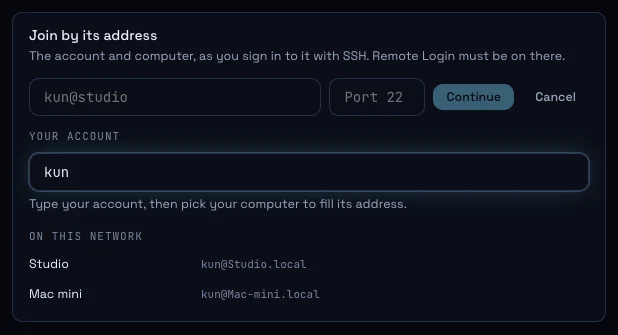 Join by its address
The account and computer, as you sign in to it with SSH. Remote Login must be on there.
kun@studio Port 22 Continue Cancel
YOUR ACCOUNT
kun
Type your account, then pick your computer to fill its address.
ON THIS NETWORK
Studio kun@Studio.local
Mac mini kun@Mac-mini.local